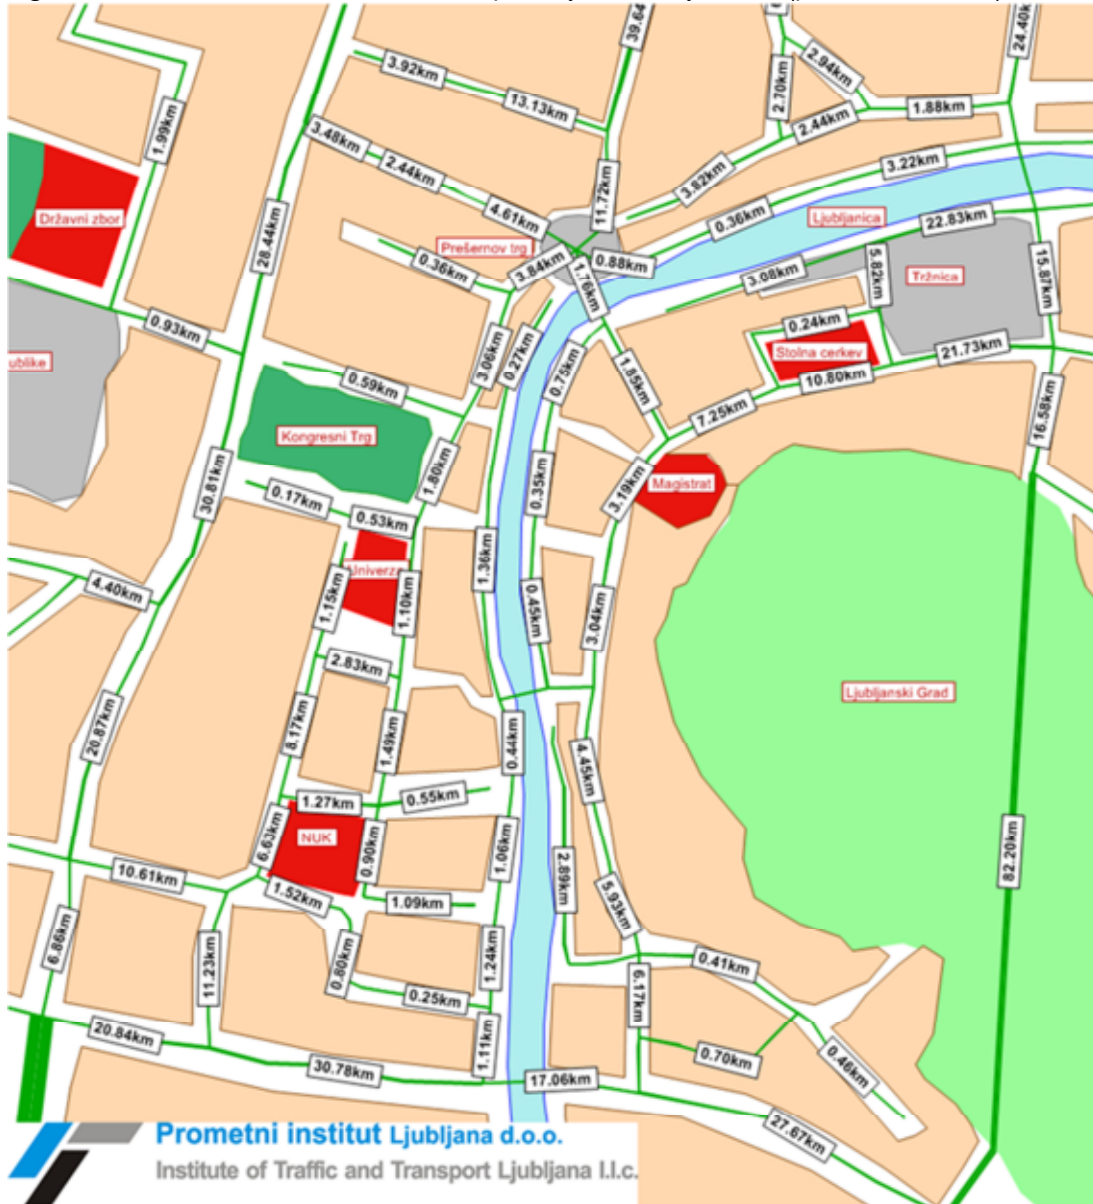 39.64
24.40k
3.92km
2.94km
13.13km
2.70km
1.88km
1.99km
3.48km
2.44km
2.44km
3.22km
3.82km
Državni zbor
4.61km
11.72km
0.36km
Ljubljanica
22.83km
28.44km
Prešernov trg
0.36km
3.84km
0.88km
1.76km
3.08km
5.82km
Tržnica
15.87km
0.93km
0.24km
ublike
3.06km
0.27km
0.75km
1.85km
Stolna cerkev
21.73km
0.59km
10.80km
7.25km
16.58km
Kongresni Trg
1.80km
30.81km
0.17km
0.35km
3.19km
Magistrat
0.53km
1.36km
Univerza
4.40km
1.15km
1.10km
0.45km
3.04km
2.83km
Ljubljanski Grad
20.87km
8.17km
1.49km
0.44km
4.45km
1.27km
0.55km
NUK
6.63km
0.90km
1.06km
82.20km
10.61km
1.52km
1.09km
2.89km
5.93km
6.86km
11.23km
0.80km
1.24km
0.41km
0.25km
6.17km
20.84km
1.11km
0.70km
0.46km
30.78km
17.06km
27.67km
Prometni institut Ljubljana d.o.o.
Institute of Traffic and Transport Ljubljana l.l.c.